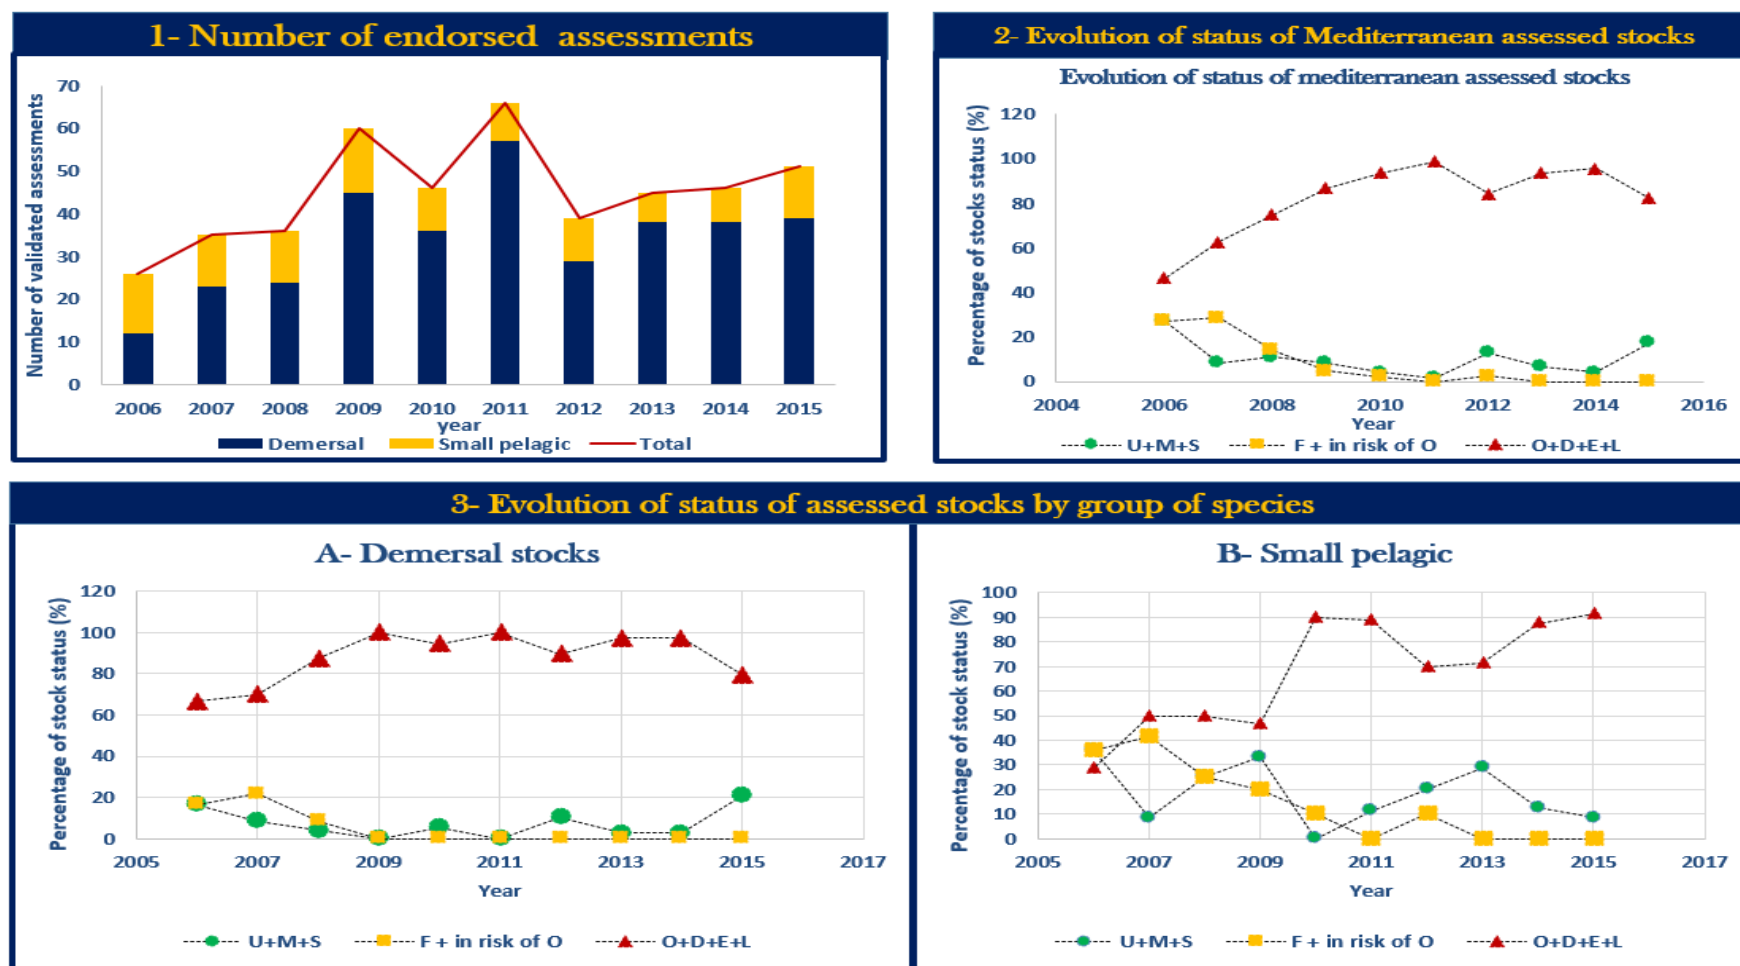 1- Number of endorsed assessments
Number of validated assessments
70
60
50
40
30
20
10
0
2006 2007 2008 2009 2010 2011 2012 2013 2014 2015
year
Demersal Small pelagic Total
2- Evolution of status of Mediterranean assessed stocks
Evolution of status of mediterranean assessed stocks
Percentage of stocks status (%)
120
100
80
60
40
20
0
2004 2006 2008 2010 2012 2014 2016
Year
U+M+S F + in risk of O O+D+E+L
3- Evolution of status of assessed stocks by group of species
A- Demersal stocks
Percentage of stock status (%)
120
100
80
60
40
20
0
2005 2007 2009 2011 2013 2015 2017
Year
U+M+S F + in risk of O O+D+E+L
B- Small pelagic
Percentage of stock status (%)
100
90
80
70
60
50
40
30
20
10
0
2005 2007 2009 2011 2013 2015 2017
Year
U+M+S F + in risk of O O+D+E+L